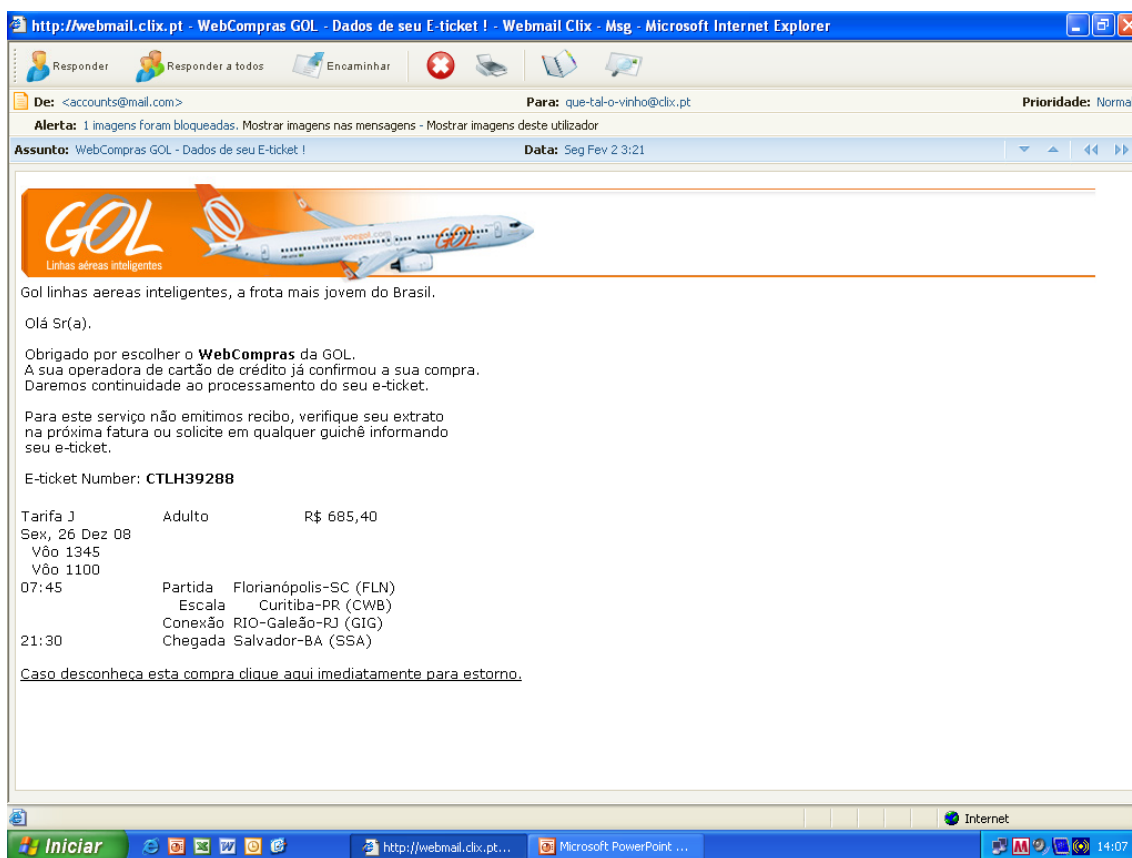 http://webmail.clix.pt - WebCompras GOL - Dados de seu E-ticket ! - Webmail Clix - Msg - Microsoft Internet Explorer
Responder Responder a todos Encaminhar
De: <accounts@mail.com> Para: que-tal-o-vinho@clix.pt Prioridade: Norma
Alerta: 1 imagens foram bloqueadas. Mostrar imagens nas mensagens - Mostrar imagens deste utilizador
Assunto: WebCompras GOL - Dados de seu E-ticket ! Data: Seg Fev 2 3:21
GOL
Linhas aéreas inteligentes
www.voegol.com
GOL
Gol linhas aereas inteligentes, a frota mais jovem do Brasil.
Olá Sr(a).
Obrigado por escolher o WebCompras da GOL.
A sua operadora de cartão de crédito já confirmou a sua compra.
Daremos continuidade ao processamento do seu e-ticket.
Para este serviço não emitimos recibo, verifique seu extrato
na próxima fatura ou solicite em qualquer guichê informando
seu e-ticket.
E-ticket Number: CTLH39288
Tarifa J Adulto R$ 685,40
Sex, 26 Dez 08
Vôo 1345
Vôo 1100
07:45 Partida Florianópolis-SC (FLN)
Escala Curitiba-PR (CWB)
Conexão RIO-Galeão-RJ (GIG)
21:30 Chegada Salvador-BA (SSA)
Caso desconheça esta compra clique aqui imediatamente para estorno.
Internet
Iniciar http://webmail.clix.pt... Microsoft PowerPoint ... 14:07